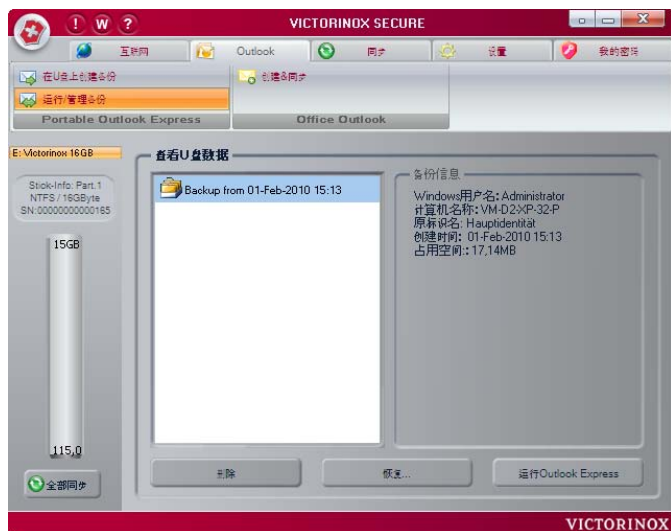 ! W ?
VICTORINOX SECURE
互联网
Outlook
同步
设置
我的密码
在U盘上创建备份
运行/管理备份
Portable Outlook Express
创建&同步
Office Outlook
E: Victorinox 16GB
Stick-Info: Part.1
NTFS / 16GByte
SN:00000000000165
15GB
115,0
全部同步
查看U盘数据
Backup from 01-Feb-2010 15:13
备份信息
Windows用户名: Administrator
计算机名称: VM-D2-XP-32-P
原标识名: Hauptidentität
创建时间: 01-Feb-2010 15:13
占用空间:: 17,14MB
删除
恢复...
运行Outlook Express
VICTORINOX